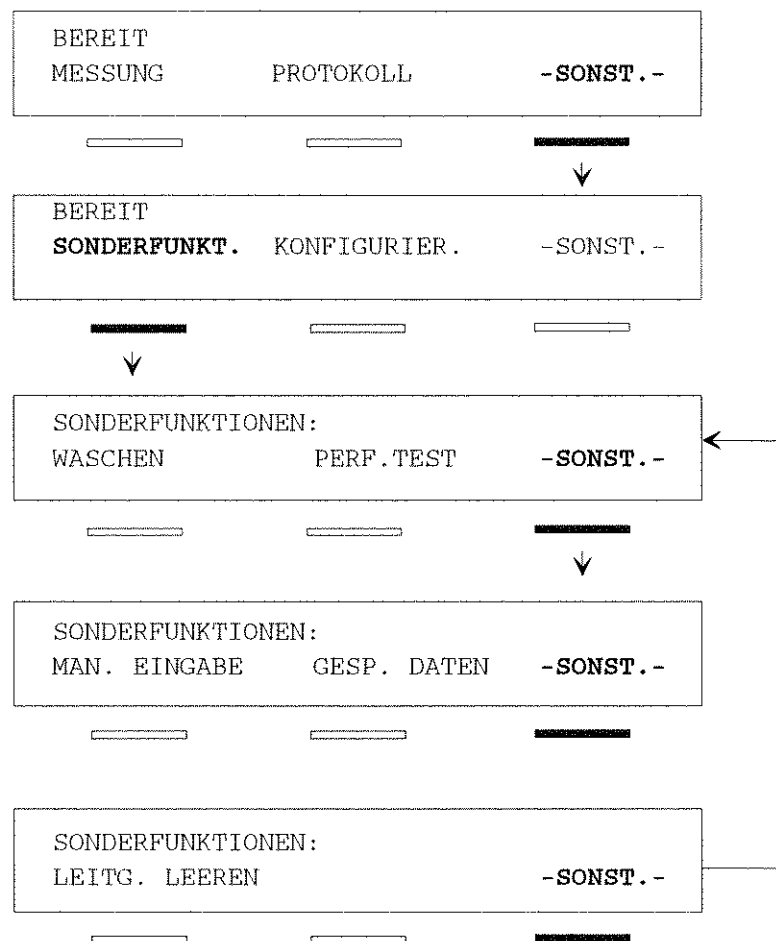 BEREIT
MESSUNG PROTOKOLL -SONST.-
BEREIT
SONDERFUNKT. KONFIGURIER. -SONST.-
SONDERFUNKTIONEN:
WASCHEN PERF.TEST -SONST.-
SONDERFUNKTIONEN:
MAN. EINGABE GESP. DATEN -SONST.-
SONDERFUNKTIONEN:
LEITG. LEEREN -SONST.-